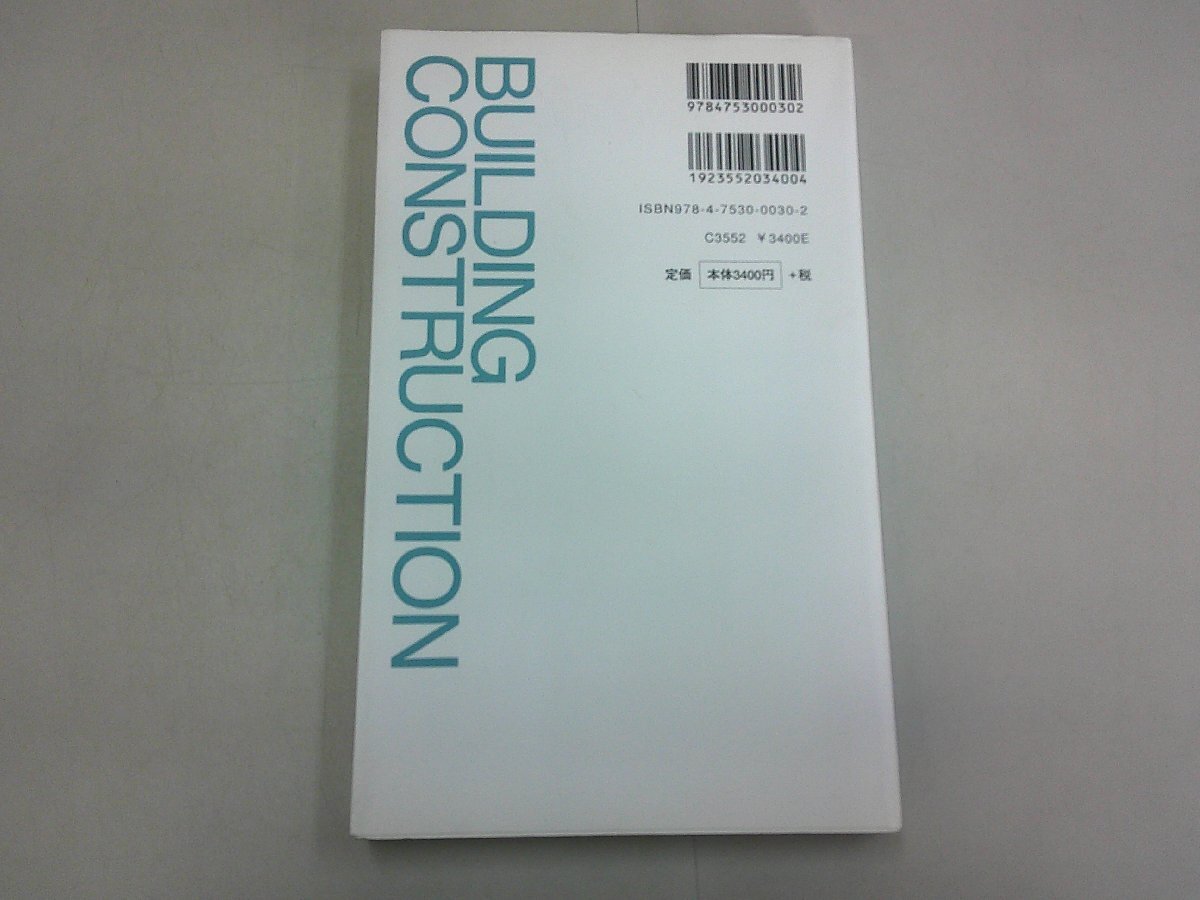 BUILDING
CONSTRUCTION
9784753000302
1923552034004
ISBN978-4-7530-0030-2
C3552 ¥3400E
定価 本体3400円 +税